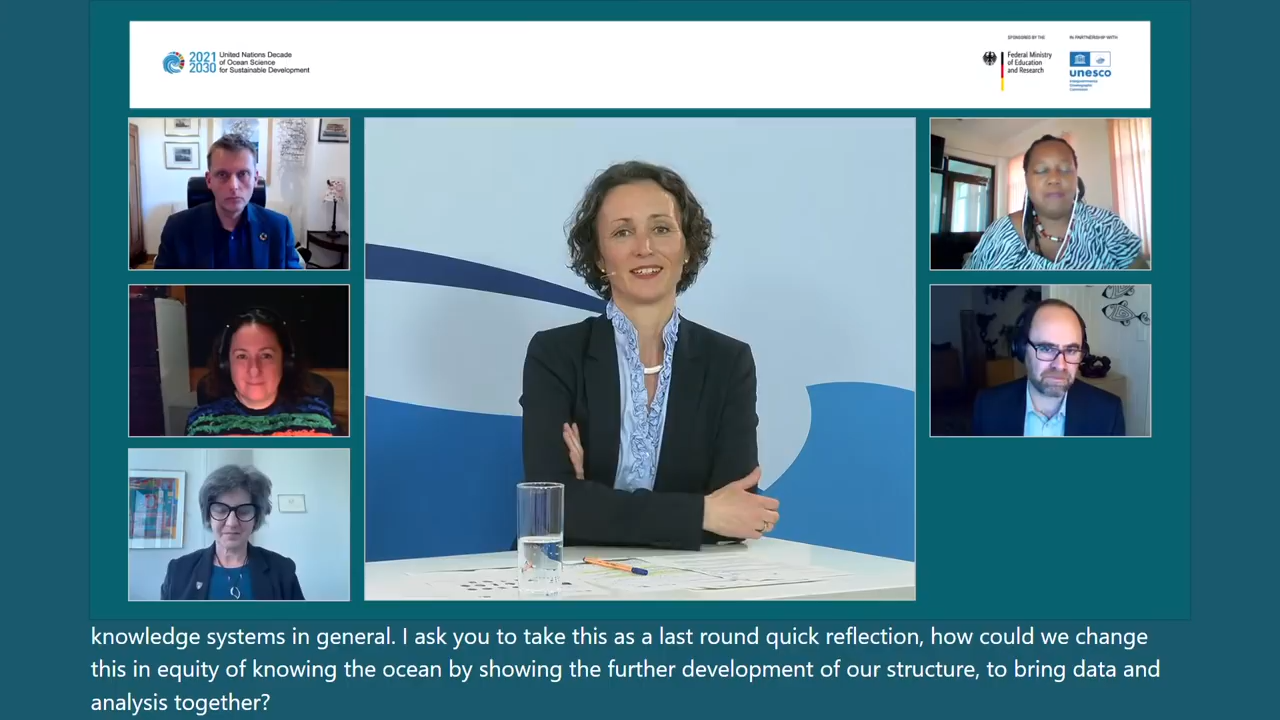 2021
2030
United Nations Decade
of Ocean Science
for Sustainable Development
SPONSORED BY THE
Federal Ministry
of Education
and Research
IN PARTNERSHIP WITH
unesco
Intergovernmental
Oceanographic
Commission
knowledge systems in general. I ask you to take this as a last round quick reflection, how could we change
this in equity of knowing the ocean by showing the further development of our structure, to bring data and
analysis together?